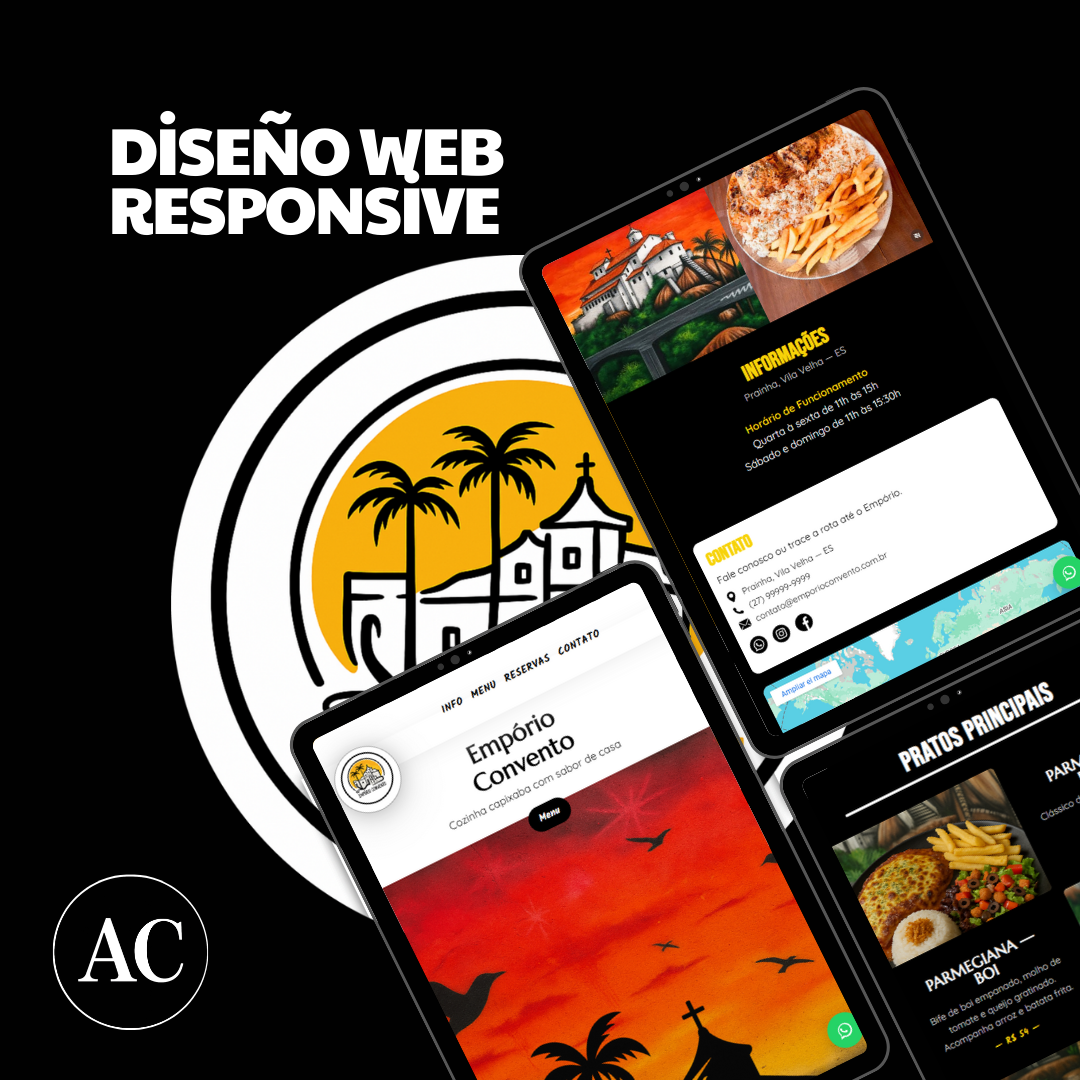 DISEÑO WEB
RESPONSIVE
INFORMAÇÕES
Prainha, Vila Velha — ES
Horário de Funcionamento
Quarta à sexta de 11h às 15h
Sábado e domingo de 11h às 15:30h
CONTATO
Fale conosco ou trace a rota até o Empório.
Prainha, Vila Velha — ES
(27) 99999-9999
contato@emporioconvento.com.br
ASIA
Ampliar el mapa
INFO MENU RESERVAS CONTATO
Empório
Convento
Cozinha capixaba com sabor de casa
Menu
PRATOS PRINCIPAIS
PARMEGIANA —
BOI
Bife de boi empanado, molho de
tomate e queijo gratinado.
Acompanha arroz e batata frita.
— R$ 54 —
PARM
Clássico d
AC